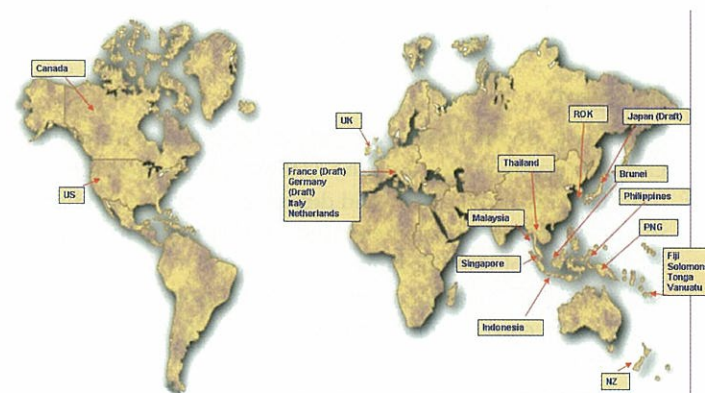 Canada
US
UK
France (Draft)
Germany
(Draft)
Italy
Netherlands
ROK
Japan (Draft)
Thailand
Brunei
Philippines
Malaysia
PNG
Singapore
Fiji
Solomon
Tonga
Vanuatu
Indonesia
NZ